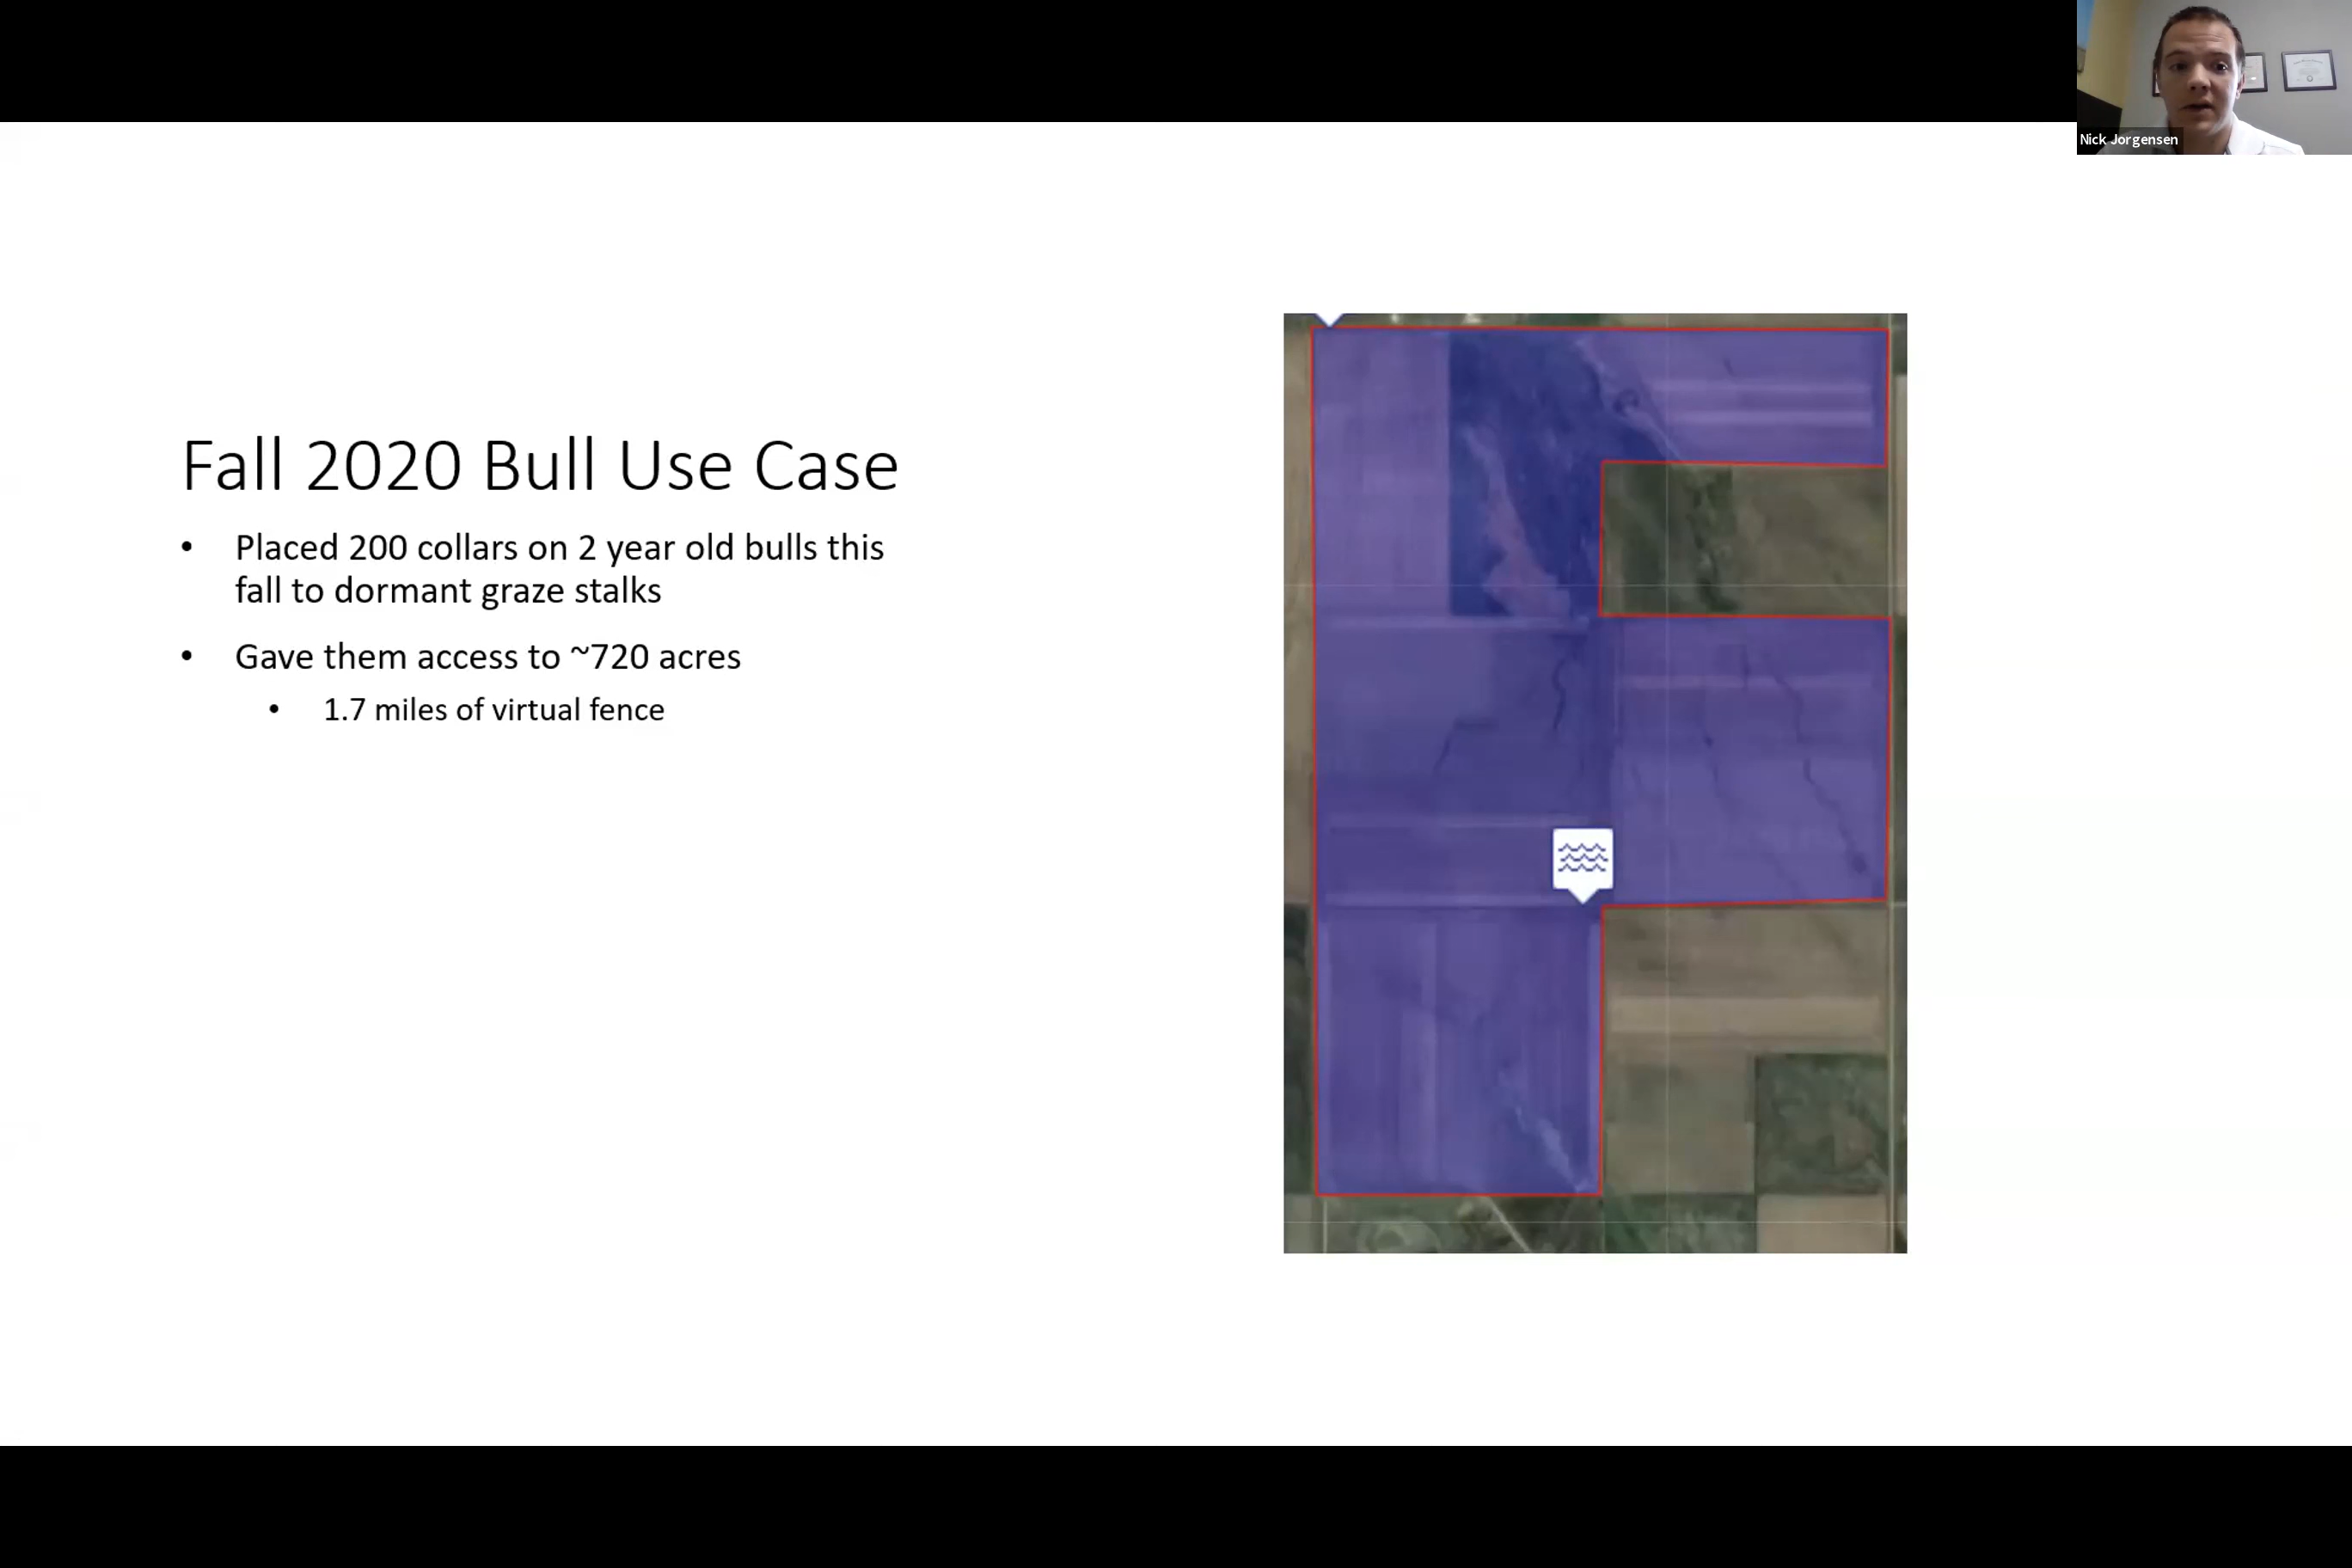 Nick Jorgensen
Fall 2020 Bull Use Case
• Placed 200 collars on 2 year old bulls this
fall to dormant graze stalks
• Gave them access to ~720 acres
• 1.7 miles of virtual fence